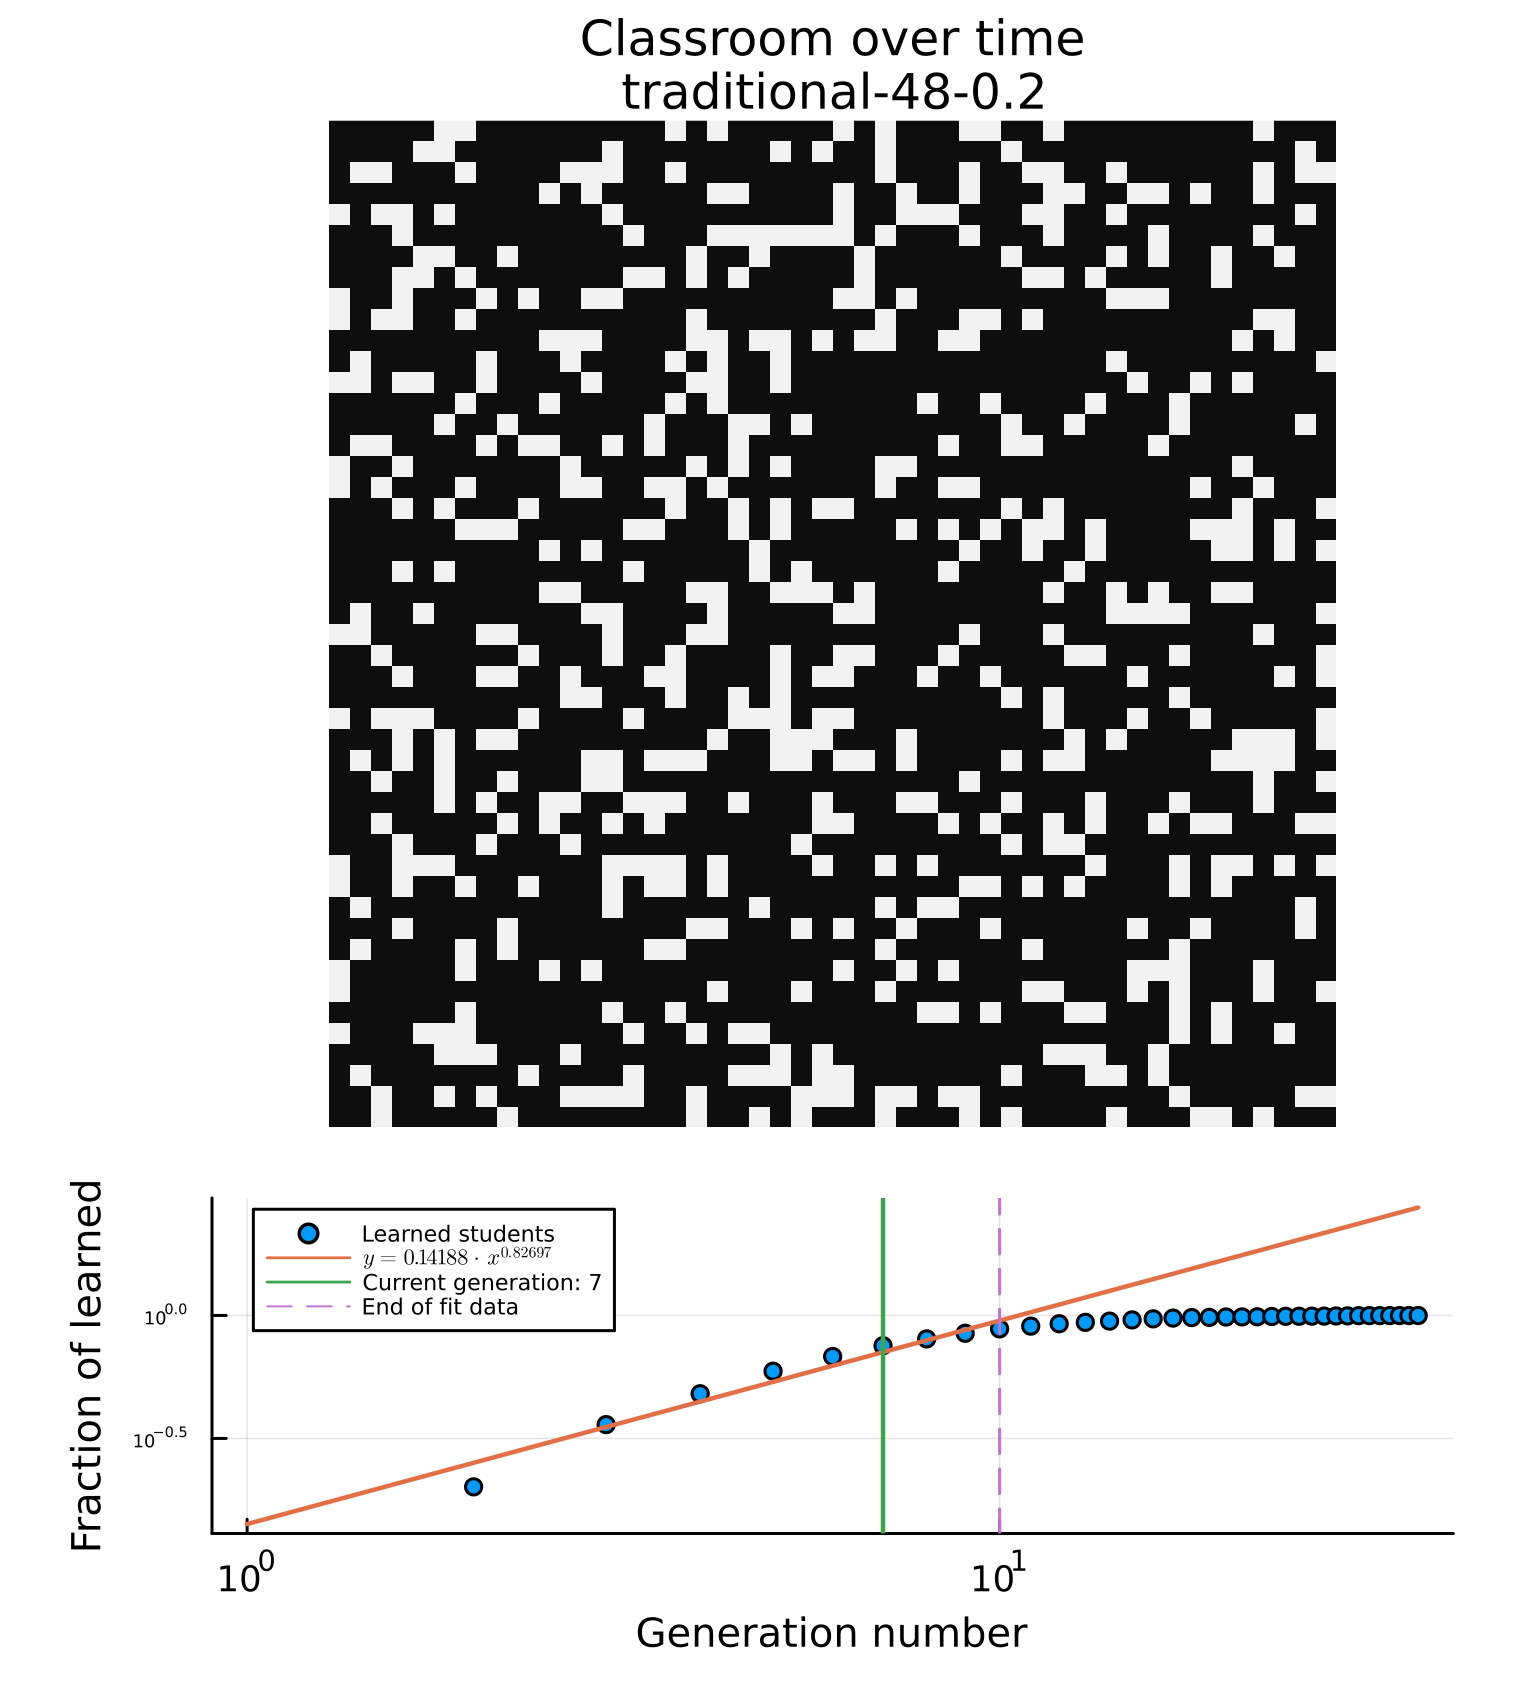 Classroom over time
traditional-48-0.2
Fraction of learned
Learned students
y = 0.14188 · x^0.82697
Current generation: 7
End of fit data
10^0.0
10^−0.5
10^0
10^1
Generation number